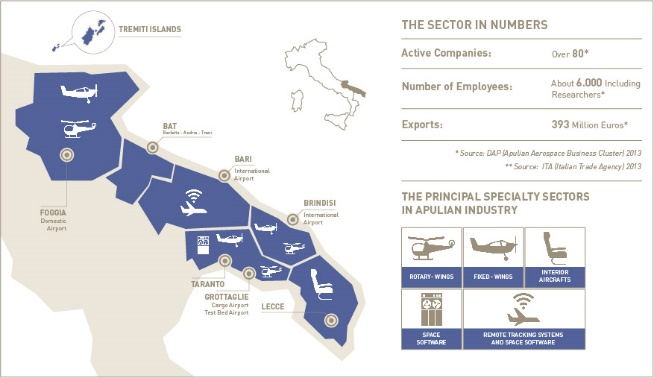 TREMITI ISLANDS
BAT
Barletta - Andria - Trani
BARI
International
Airport
BRINDISI
International
Airport
FOGGIA
Domestic
Airport
TARANTO
GROTTAGLIE
Cargo Airport
Test Bed Airport
LECCE
THE SECTOR IN NUMBERS
Active Companies: Over 80*
Number of Employees: About 6.000 Including
Researchers*
Exports: 393 Million Euros*
* Source: DAP (Apulian Aerospace Business Cluster) 2013
** Source: ITA (Italian Trade Agency) 2013
THE PRINCIPAL SPECIALTY SECTORS
IN APULIAN INDUSTRY
ROTARY- WINGS
FIXED - WINGS
INTERIOR
AIRCRAFTS
SPACE
SOFTWARE
REMOTE TRACKING SYSTEMS
AND SPACE SOFTWARE